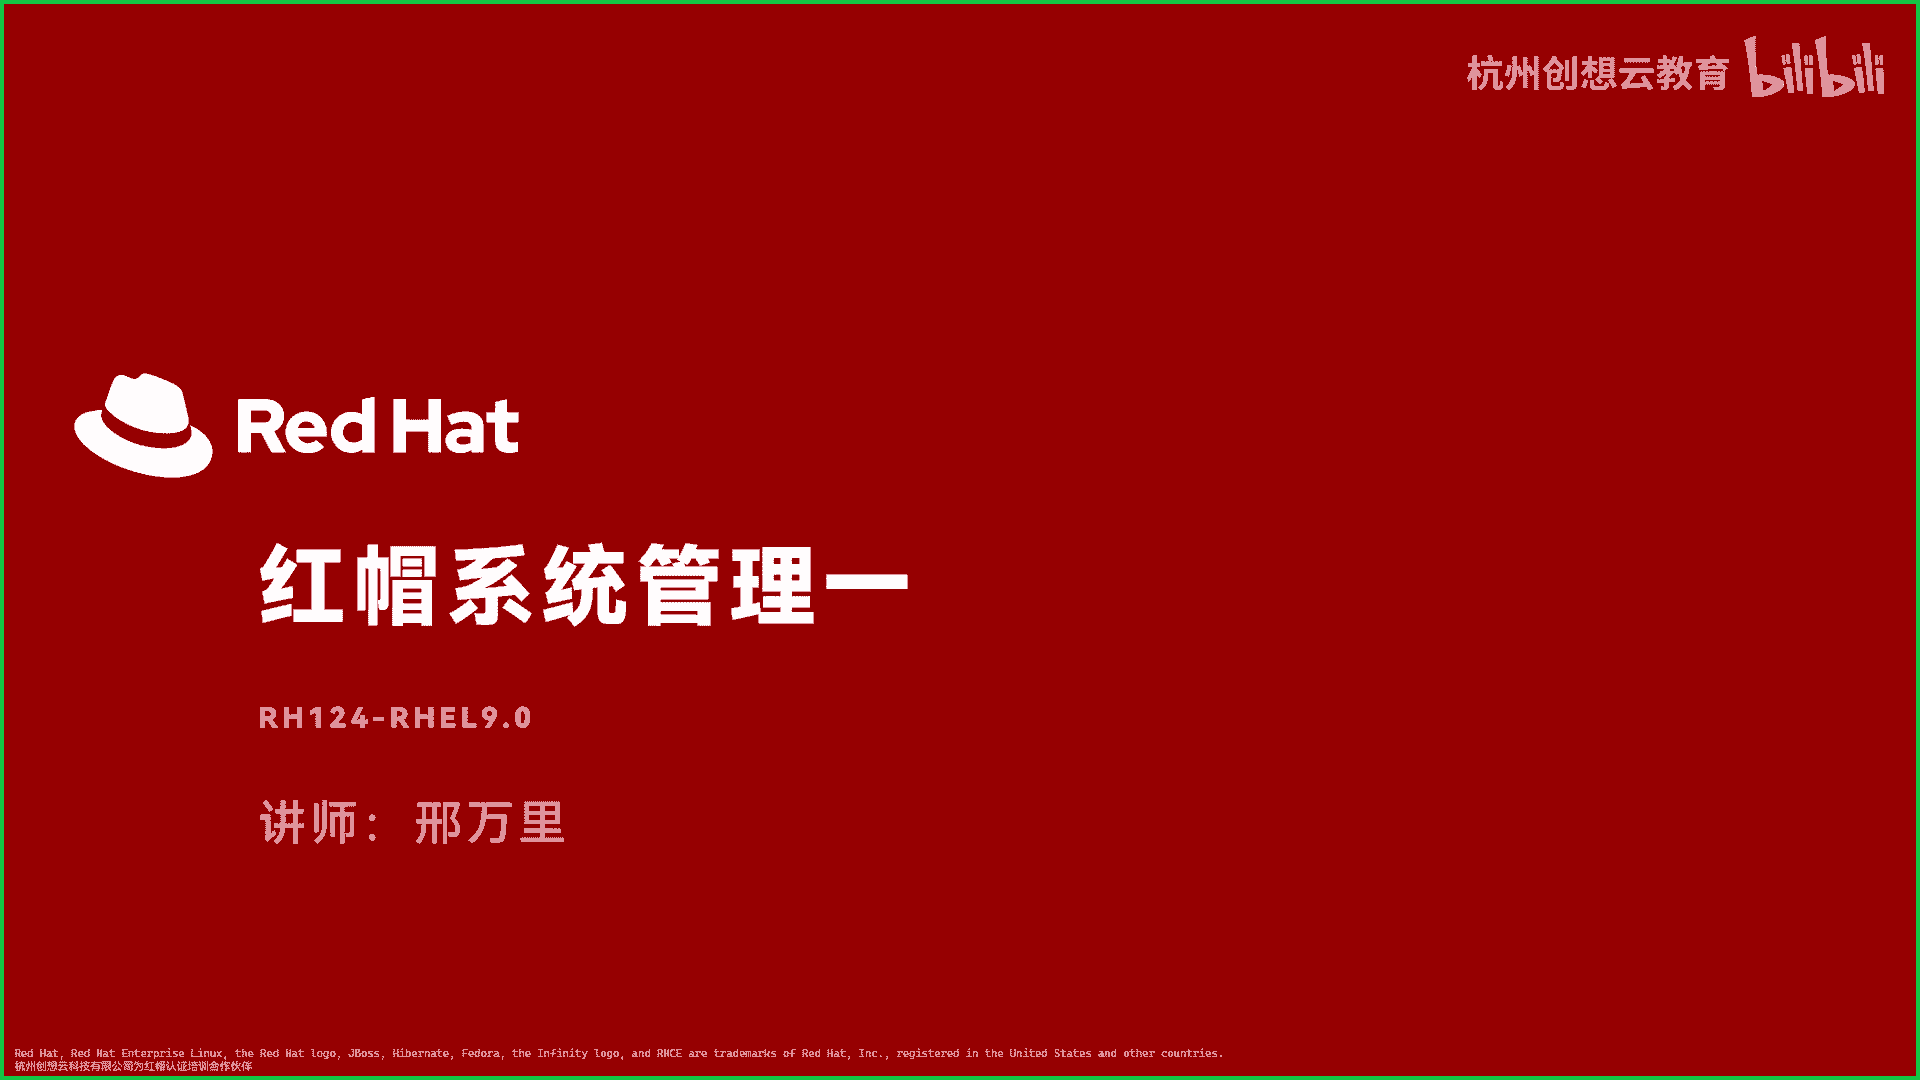 杭州创想云教育 bilibili
Red Hat
红帽系统管理一
RH124-RHEL9.0
讲师：邢万里
Red Hat, Red Hat Enterprise Linux, the Red Hat logo, JBoss, Hibernate, Fedora, the Infinity logo, and RHCE are trademarks of Red Hat, Inc., registered in the United States and other countries.
杭州创想云科技有限公司为红帽认证培训合作伙伴